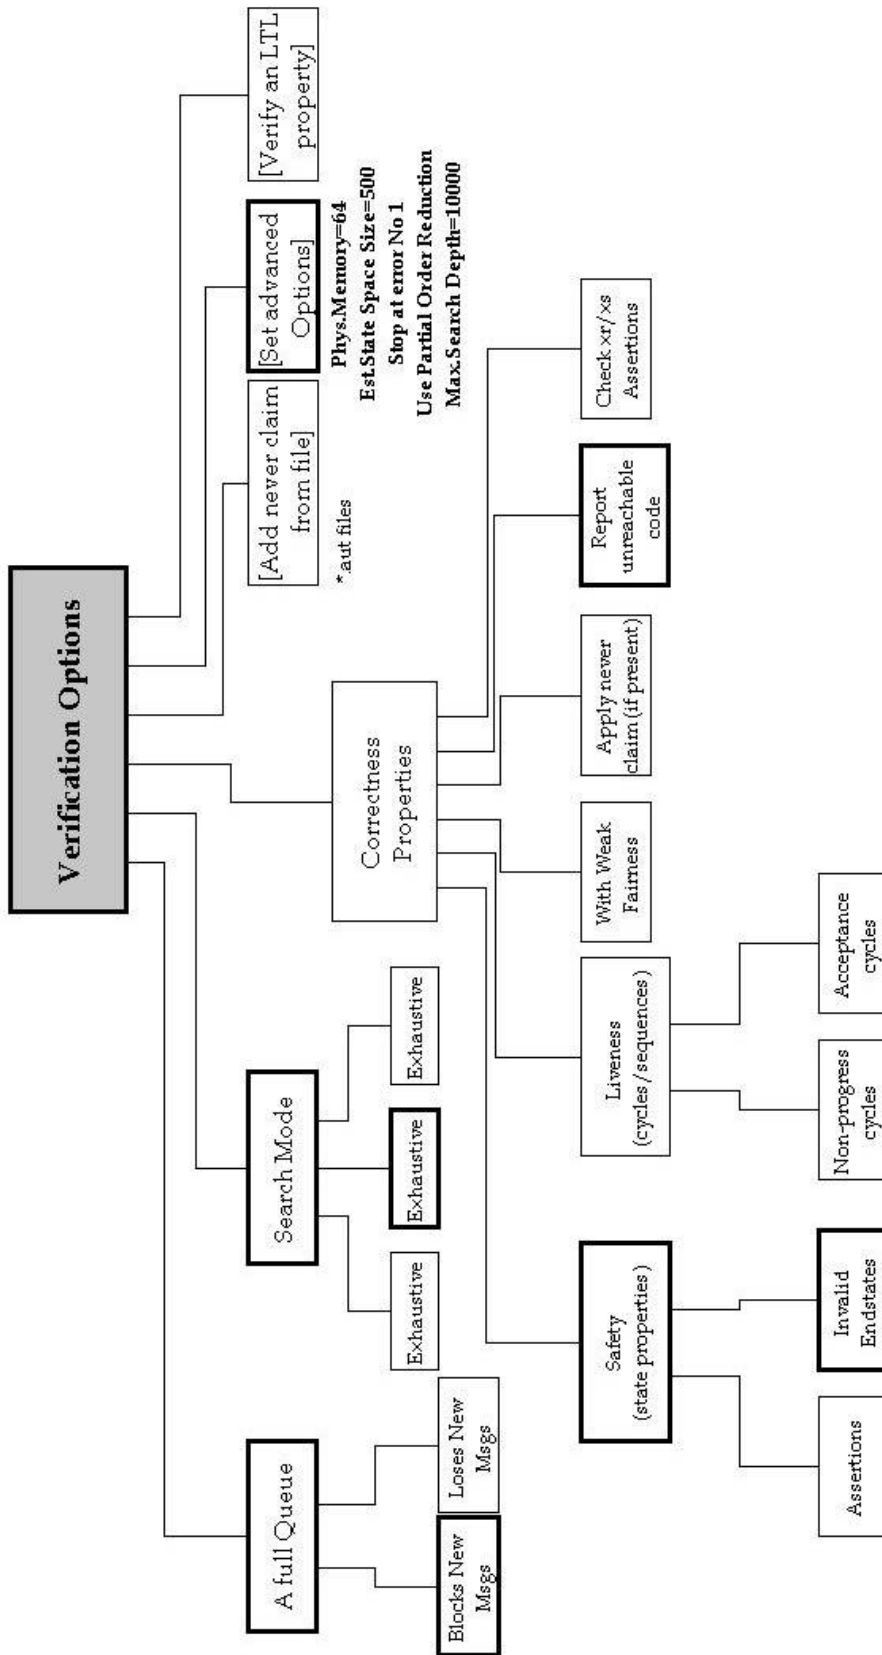 Verification Options
A full Queue
Blocks New
Msgs
Loses New
Msgs
Search Mode
Exhaustive
Exhaustive
Exhaustive
Correctness
Properties
Safety
(state properties)
Assertions
Invalid
Endstates
Liveness
(cycles/sequences)
Non-progress
cycles
Acceptance
cycles
With Weak
Fairness
Apply never
claim (if present)
Report
unreachable
code
Check xr/xs
Assertions
[Add never claim
from file]
*.aut files
[Set advanced
Options]
Phys.Memory=64
Est.State Space Size=500
Stop at error No 1
Use Partial Order Reduction
Max.Search Depth=10000
[Verify an LTL
property]